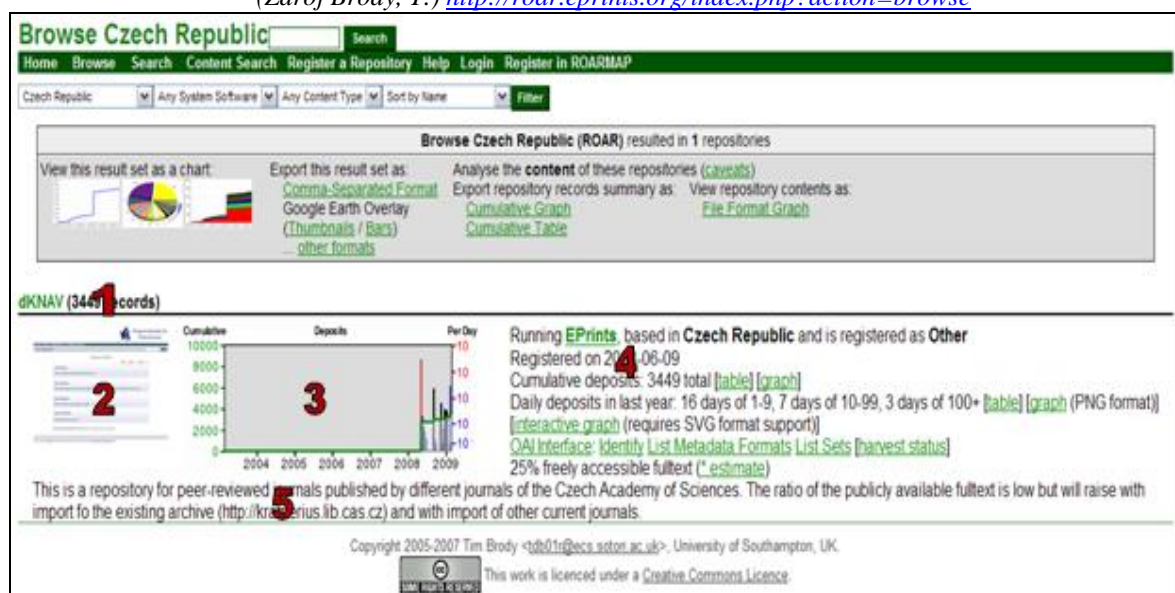 (Zdroj Brody, T.) http://roar.eprints.org/index.php?action=browse
Browse Czech Republic Search
Home Browse Search Content Search Register a Repository Help Login Register in ROARMAP
Czech Republic Any System Software Any Content Type Sort by Name Filter
Browse Czech Republic (ROAR) resulted in 1 repositories
View this result set as a chart:
Export this result set as:
Comma-Separated Format
Google Earth Overlay
(Thumbnails / Bars)
... other formats
Analyse the content of these repositories (caveats)
Export repository records summary as:
Cumulative Graph
Cumulative Table
View repository contents as:
File Format Graph
dKNAV (3449 records)
1
2
Cumulative Deposits Per Day
10000
8000
6000
4000
2000
0
10
10
10
10
10
2004 2005 2006 2007 2008 2009
3
Running EPrints, based in Czech Republic and is registered as Other
Registered on -06-09
4
Cumulative deposits: 3449 total [table] [graph]
Daily deposits in last year: 16 days of 1-9, 7 days of 10-99, 3 days of 100+ [table] [graph (PNG format)]
[interactive graph (requires SVG format support)]
OAI Interface: Identify List Metadata Formats List Sets [harvest status]
25% freely accessible fulltext (* estimate)
This is a repository for peer-reviewed journals published by different journals of the Czech Academy of Sciences. The ratio of the publicly available fulltext is low but will raise with
import fo the existing archive (http://kramerius.lib.cas.cz) and with import of other current journals.
5
Copyright 2005-2007 Tim Brody <tdb01r@ecs.soton.ac.uk>, University of Southampton, UK.
cc
SOME RIGHTS RESERVED
This work is licenced under a Creative Commons Licence.